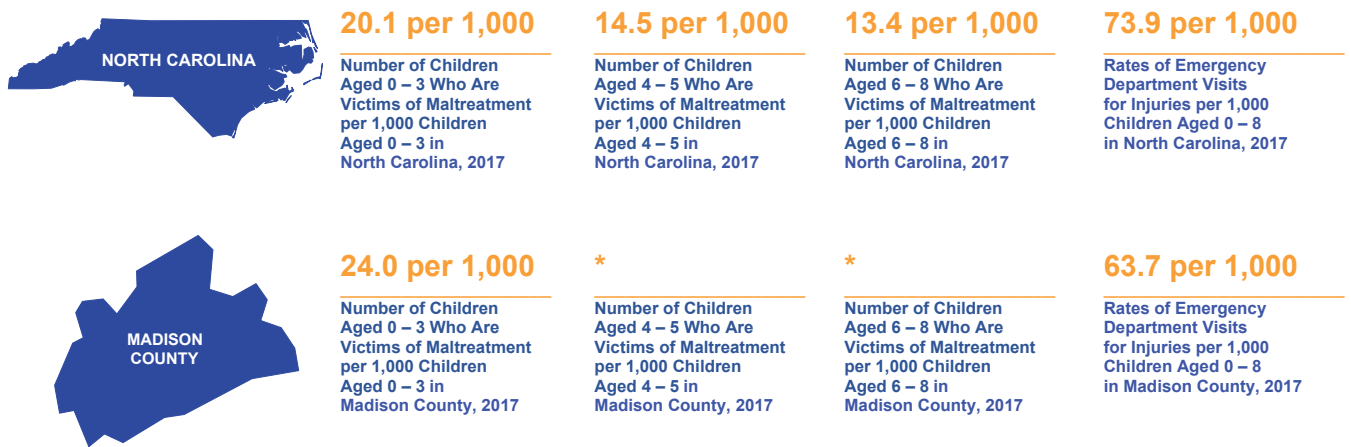 NORTH CAROLINA
20.1 per 1,000
Number of Children
Aged 0 – 3 Who Are
Victims of Maltreatment
per 1,000 Children
Aged 0 – 3 in
North Carolina, 2017
14.5 per 1,000
Number of Children
Aged 4 – 5 Who Are
Victims of Maltreatment
per 1,000 Children
Aged 4 – 5 in
North Carolina, 2017
13.4 per 1,000
Number of Children
Aged 6 – 8 Who Are
Victims of Maltreatment
per 1,000 Children
Aged 6 – 8 in
North Carolina, 2017
73.9 per 1,000
Rates of Emergency
Department Visits
for Injuries per 1,000
Children Aged 0 – 8
in North Carolina, 2017
MADISON
COUNTY
24.0 per 1,000
Number of Children
Aged 0 – 3 Who Are
Victims of Maltreatment
per 1,000 Children
Aged 0 – 3 in
Madison County, 2017
*
Number of Children
Aged 4 – 5 Who Are
Victims of Maltreatment
per 1,000 Children
Aged 4 – 5 in
Madison County, 2017
*
Number of Children
Aged 6 – 8 Who Are
Victims of Maltreatment
per 1,000 Children
Aged 6 – 8 in
Madison County, 2017
63.7 per 1,000
Rates of Emergency
Department Visits
for Injuries per 1,000
Children Aged 0 – 8
in Madison County, 2017